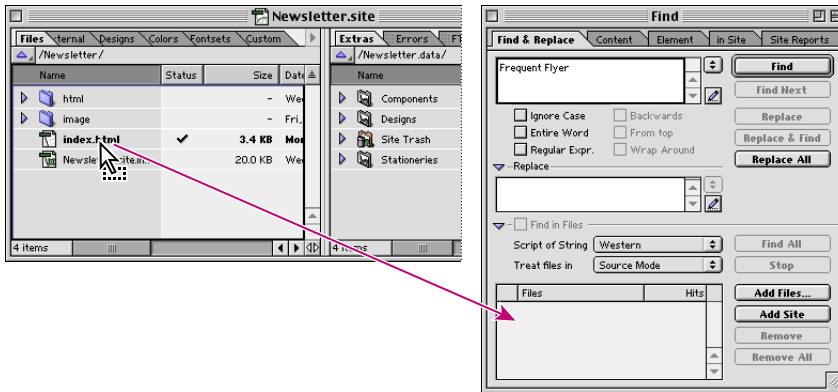 Newsletter.site
Files xternal Designs Colors Fontsets Custom
Extras Errors FT
/Newsletter/
/Newsletter.data/
Name Status Size Date
Name
html - We
image - Fri,
index.html 3.4 KB Mo
Newslet site.in 20.0 KB We
Components
Designs
Site Trash
Stationeries
4 items
4 items
Find
Find & Replace Content Element in Site Site Reports
Frequent Flyer
Find
Find Next
Replace
Replace & Find
Replace All
Ignore Case Backwards
Entire Word From top
Regular Expr. Wrap Around
Replace
Find in Files
Script of String Western
Treat files in Source Mode
Find All
Stop
Files Hits
Add Files...
Add Site
Remove
Remove All